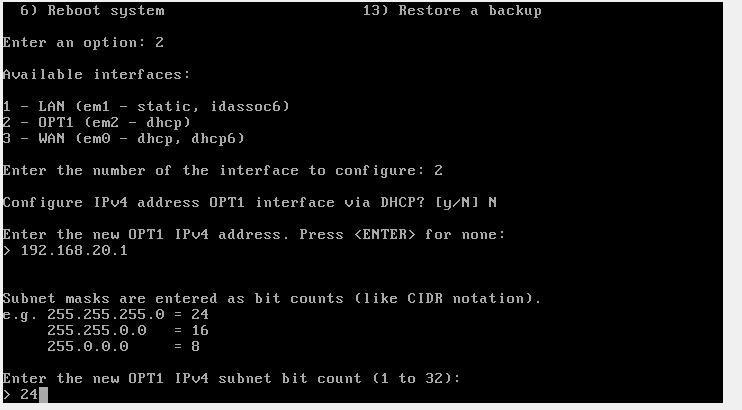 6) Reboot system                      13) Restore a backup
Enter an option: 2
Available interfaces:
1 - LAN (em1 - static, idassoc6)
2 - OPT1 (em2 - dhcp)
3 - WAN (em0 - dhcp, dhcp6)
Enter the number of the interface to configure: 2
Configure IPv4 address OPT1 interface via DHCP? [y/N] N
Enter the new OPT1 IPv4 address. Press <ENTER> for none:
> 192.168.20.1
Subnet masks are entered as bit counts (like CIDR notation).
e.g. 255.255.255.0 = 24
     255.255.0.0   = 16
     255.0.0.0     = 8
Enter the new OPT1 IPv4 subnet bit count (1 to 32):
> 24